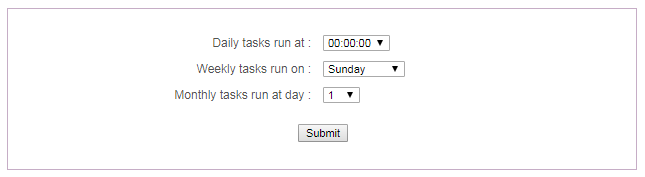 Daily tasks run at : 00:00:00
Weekly tasks run on : Sunday
Monthly tasks run at day : 1
Submit